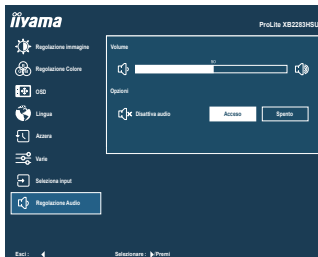 iiyama
ProLite XB2283HSU
Regolazione immagine
Regolazione Colore
OSD
Lingua
Azzera
Varie
Seleziona input
Regolazione Audio
Volume
50
Opzioni
Disattiva audio
Acceso
Spento
Esci :
Selezionare : /Premi